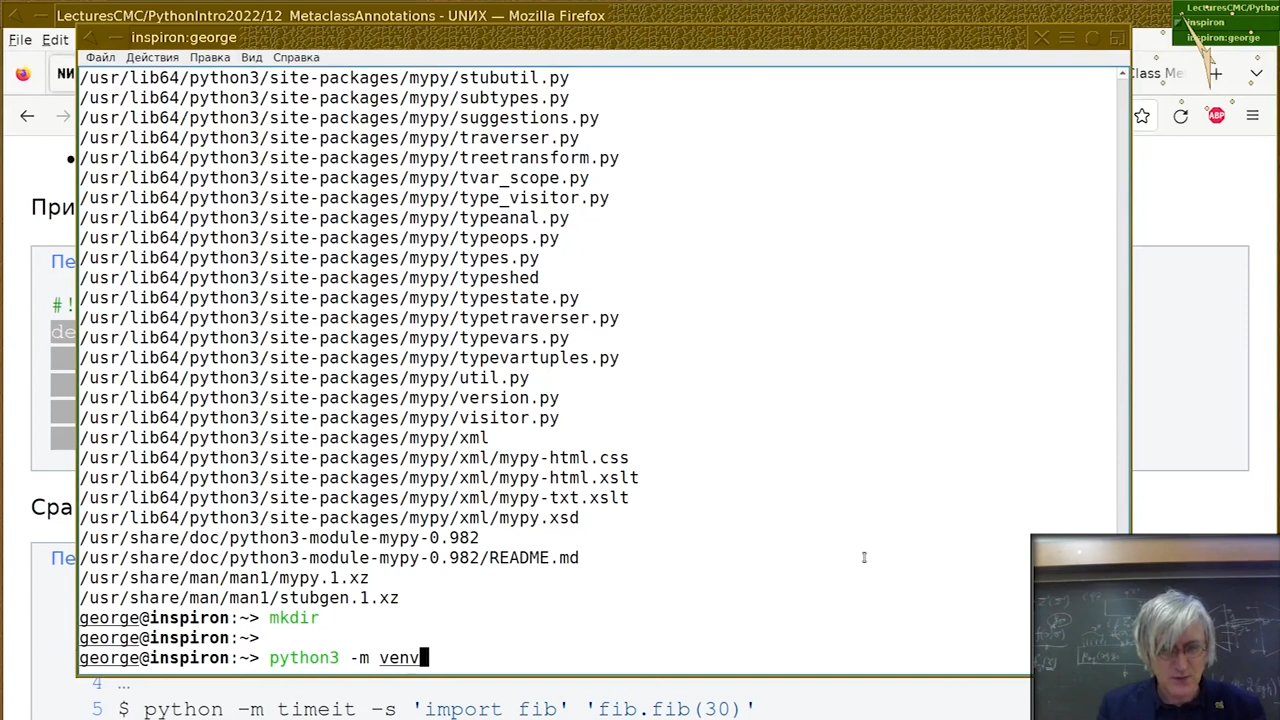 LecturesCMC/PythonIntro2022/12_MetaclassAnnotations - UNИX — Mozilla Firefox
LecturesCMC/Pytho
inspiron
inspiron:george
File Edit
inspiron:george
Файл Действия Правка Вид Справка
UN
Class Me
ABP
/usr/lib64/python3/site-packages/mypy/stubutil.py
/usr/lib64/python3/site-packages/mypy/subtypes.py
/usr/lib64/python3/site-packages/mypy/suggestions.py
/usr/lib64/python3/site-packages/mypy/traverser.py
/usr/lib64/python3/site-packages/mypy/treetransform.py
/usr/lib64/python3/site-packages/mypy/tvar_scope.py
/usr/lib64/python3/site-packages/mypy/type_visitor.py
/usr/lib64/python3/site-packages/mypy/typeanal.py
/usr/lib64/python3/site-packages/mypy/typeops.py
/usr/lib64/python3/site-packages/mypy/types.py
/usr/lib64/python3/site-packages/mypy/typeshed
/usr/lib64/python3/site-packages/mypy/typestate.py
/usr/lib64/python3/site-packages/mypy/typetraverser.py
/usr/lib64/python3/site-packages/mypy/typevars.py
/usr/lib64/python3/site-packages/mypy/typevartuples.py
/usr/lib64/python3/site-packages/mypy/util.py
/usr/lib64/python3/site-packages/mypy/version.py
/usr/lib64/python3/site-packages/mypy/visitor.py
/usr/lib64/python3/site-packages/mypy/xml
/usr/lib64/python3/site-packages/mypy/xml/mypy-html.css
/usr/lib64/python3/site-packages/mypy/xml/mypy-html.xslt
/usr/lib64/python3/site-packages/mypy/xml/mypy-txt.xslt
/usr/lib64/python3/site-packages/mypy/xml/mypy.xsd
/usr/share/doc/python3-module-mypy-0.982
/usr/share/doc/python3-module-mypy-0.982/README.md
/usr/share/man/man1/mypy.1.xz
/usr/share/man/man1/stubgen.1.xz
george@inspiron:~> mkdir
george@inspiron:~>
george@inspiron:~> python3 -m venv
При
Пе
#!
de
Сра
Пе
4 …
5 $ python -m timeit -s 'import fib' 'fib.fib(30)'